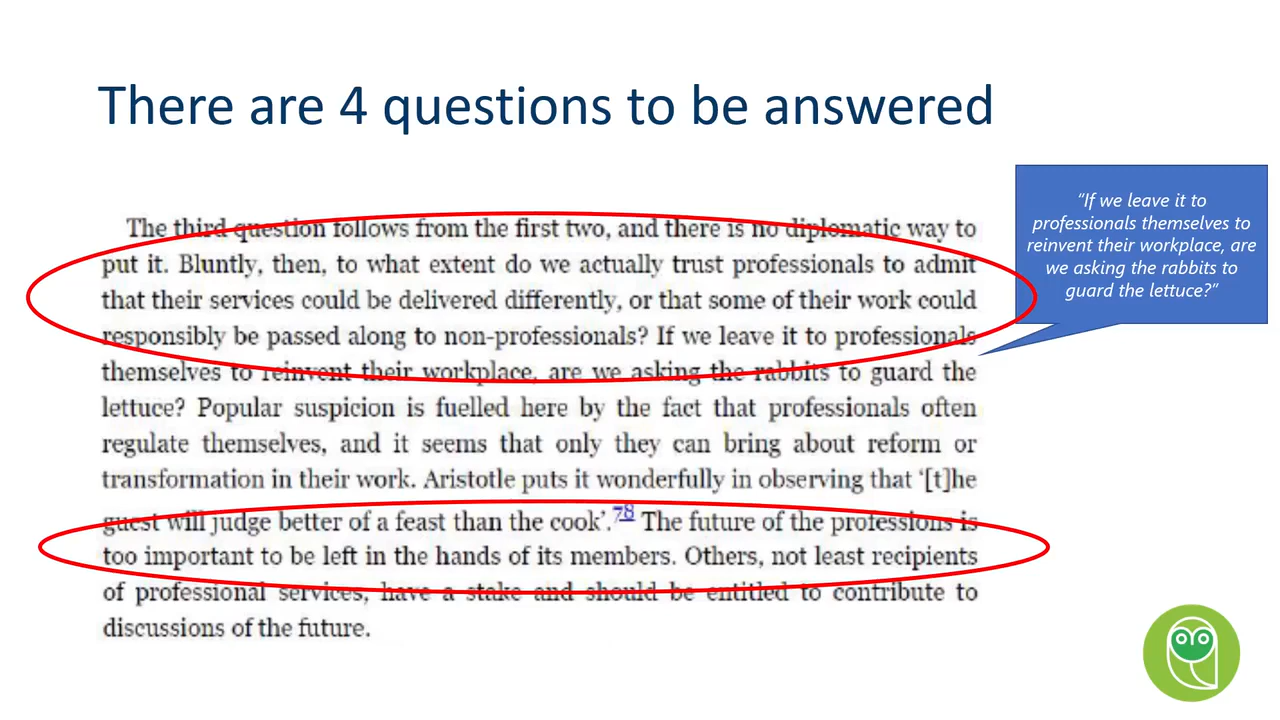 There are 4 questions to be answered
The third question follows from the first two, and there is no diplomatic way to
put it. Bluntly, then, to what extent do we actually trust professionals to admit
that their services could be delivered differently, or that some of their work could
responsibly be passed along to non-professionals? If we leave it to professionals
themselves to reinvent their workplace, are we asking the rabbits to guard the
lettuce? Popular suspicion is fuelled here by the fact that professionals often
regulate themselves, and it seems that only they can bring about reform or
transformation in their work. Aristotle puts it wonderfully in observing that ‘[t]he
guest will judge better of a feast than the cook’.78 The future of the professions is
too important to be left in the hands of its members. Others, not least recipients
of professional services, have a stake and should be entitled to contribute to
discussions of the future.
“If we leave it to
professionals themselves to
reinvent their workplace, are
we asking the rabbits to
guard the lettuce?”